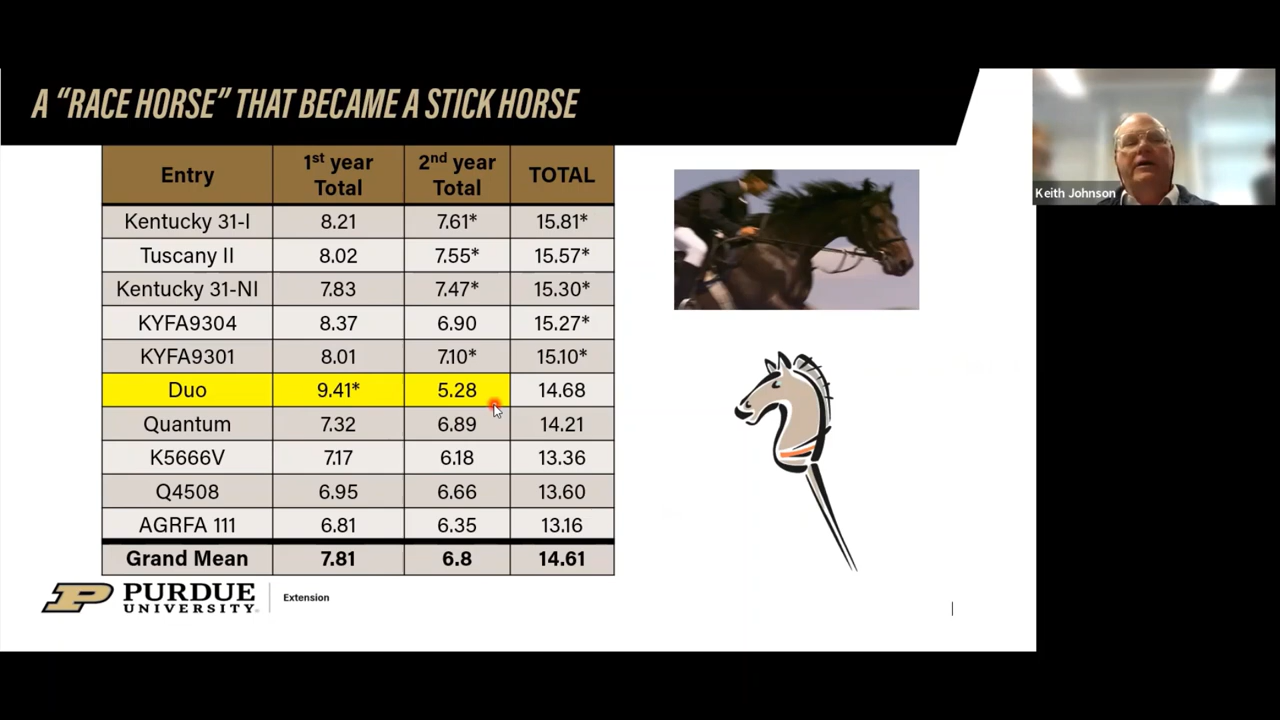 A “RACE HORSE” THAT BECAME A STICK HORSE
Keith Johnson
Entry 1st year Total 2nd year Total TOTAL
Kentucky 31-I 8.21 7.61* 15.81*
Tuscany II 8.02 7.55* 15.57*
Kentucky 31-NI 7.83 7.47* 15.30*
KYFA9304 8.37 6.90 15.27*
KYFA9301 8.01 7.10* 15.10*
Duo 9.41* 5.28 14.68
Quantum 7.32 6.89 14.21
K5666V 7.17 6.18 13.36
Q4508 6.95 6.66 13.60
AGRFA 111 6.81 6.35 13.16
Grand Mean 7.81 6.8 14.61
P PURDUE
UNIVERSITY
Extension